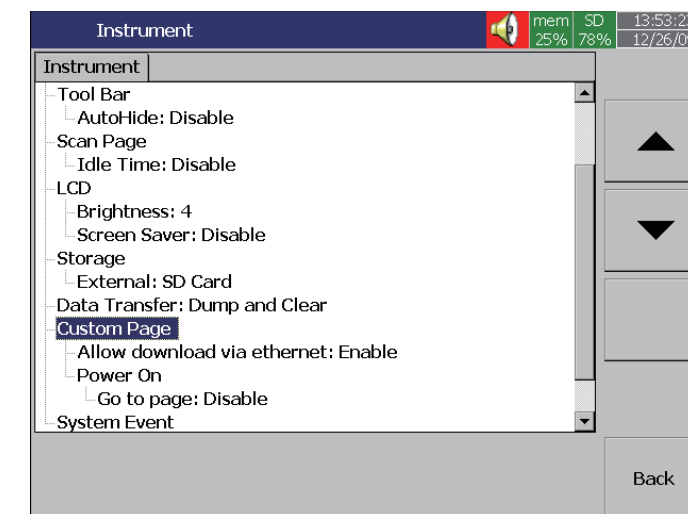 Instrument
mem SD
25% 78%
Instrument
Tool Bar
AutoHide: Disable
Scan Page
Idle Time: Disable
LCD
Brightness: 4
Screen Saver: Disable
Storage
External: SD Card
Data Transfer: Dump and Clear
Custom Page
Allow download via ethernet: Enable
Power On
Go to page: Disable
System Event
Back